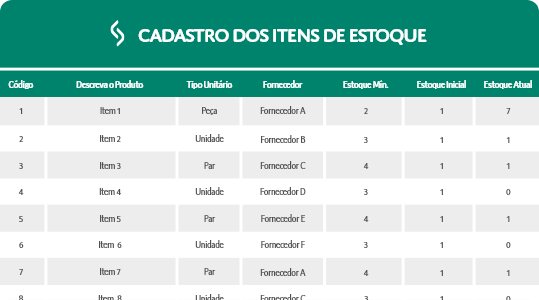 CADASTRO DOS ITENS DE ESTOQUE
Código Descreva o Produto Tipo Unitário Fornecedor Estoque Min. Estoque Inicial Estoque Atual
1 Item 1 Peça Fornecedor A 2 1 7
2 Item 2 Unidade Fornecedor B 3 1 1
3 Item 3 Par Fornecedor C 4 1 1
4 Item 4 Unidade Fornecedor D 3 1 0
5 Item 5 Par Fornecedor E 4 1 1
6 Item 6 Unidade Fornecedor F 3 1 0
7 Item 7 Par Fornecedor A 4 1 1
8 Item 8 Unidade Fornecedor C 3 1 0